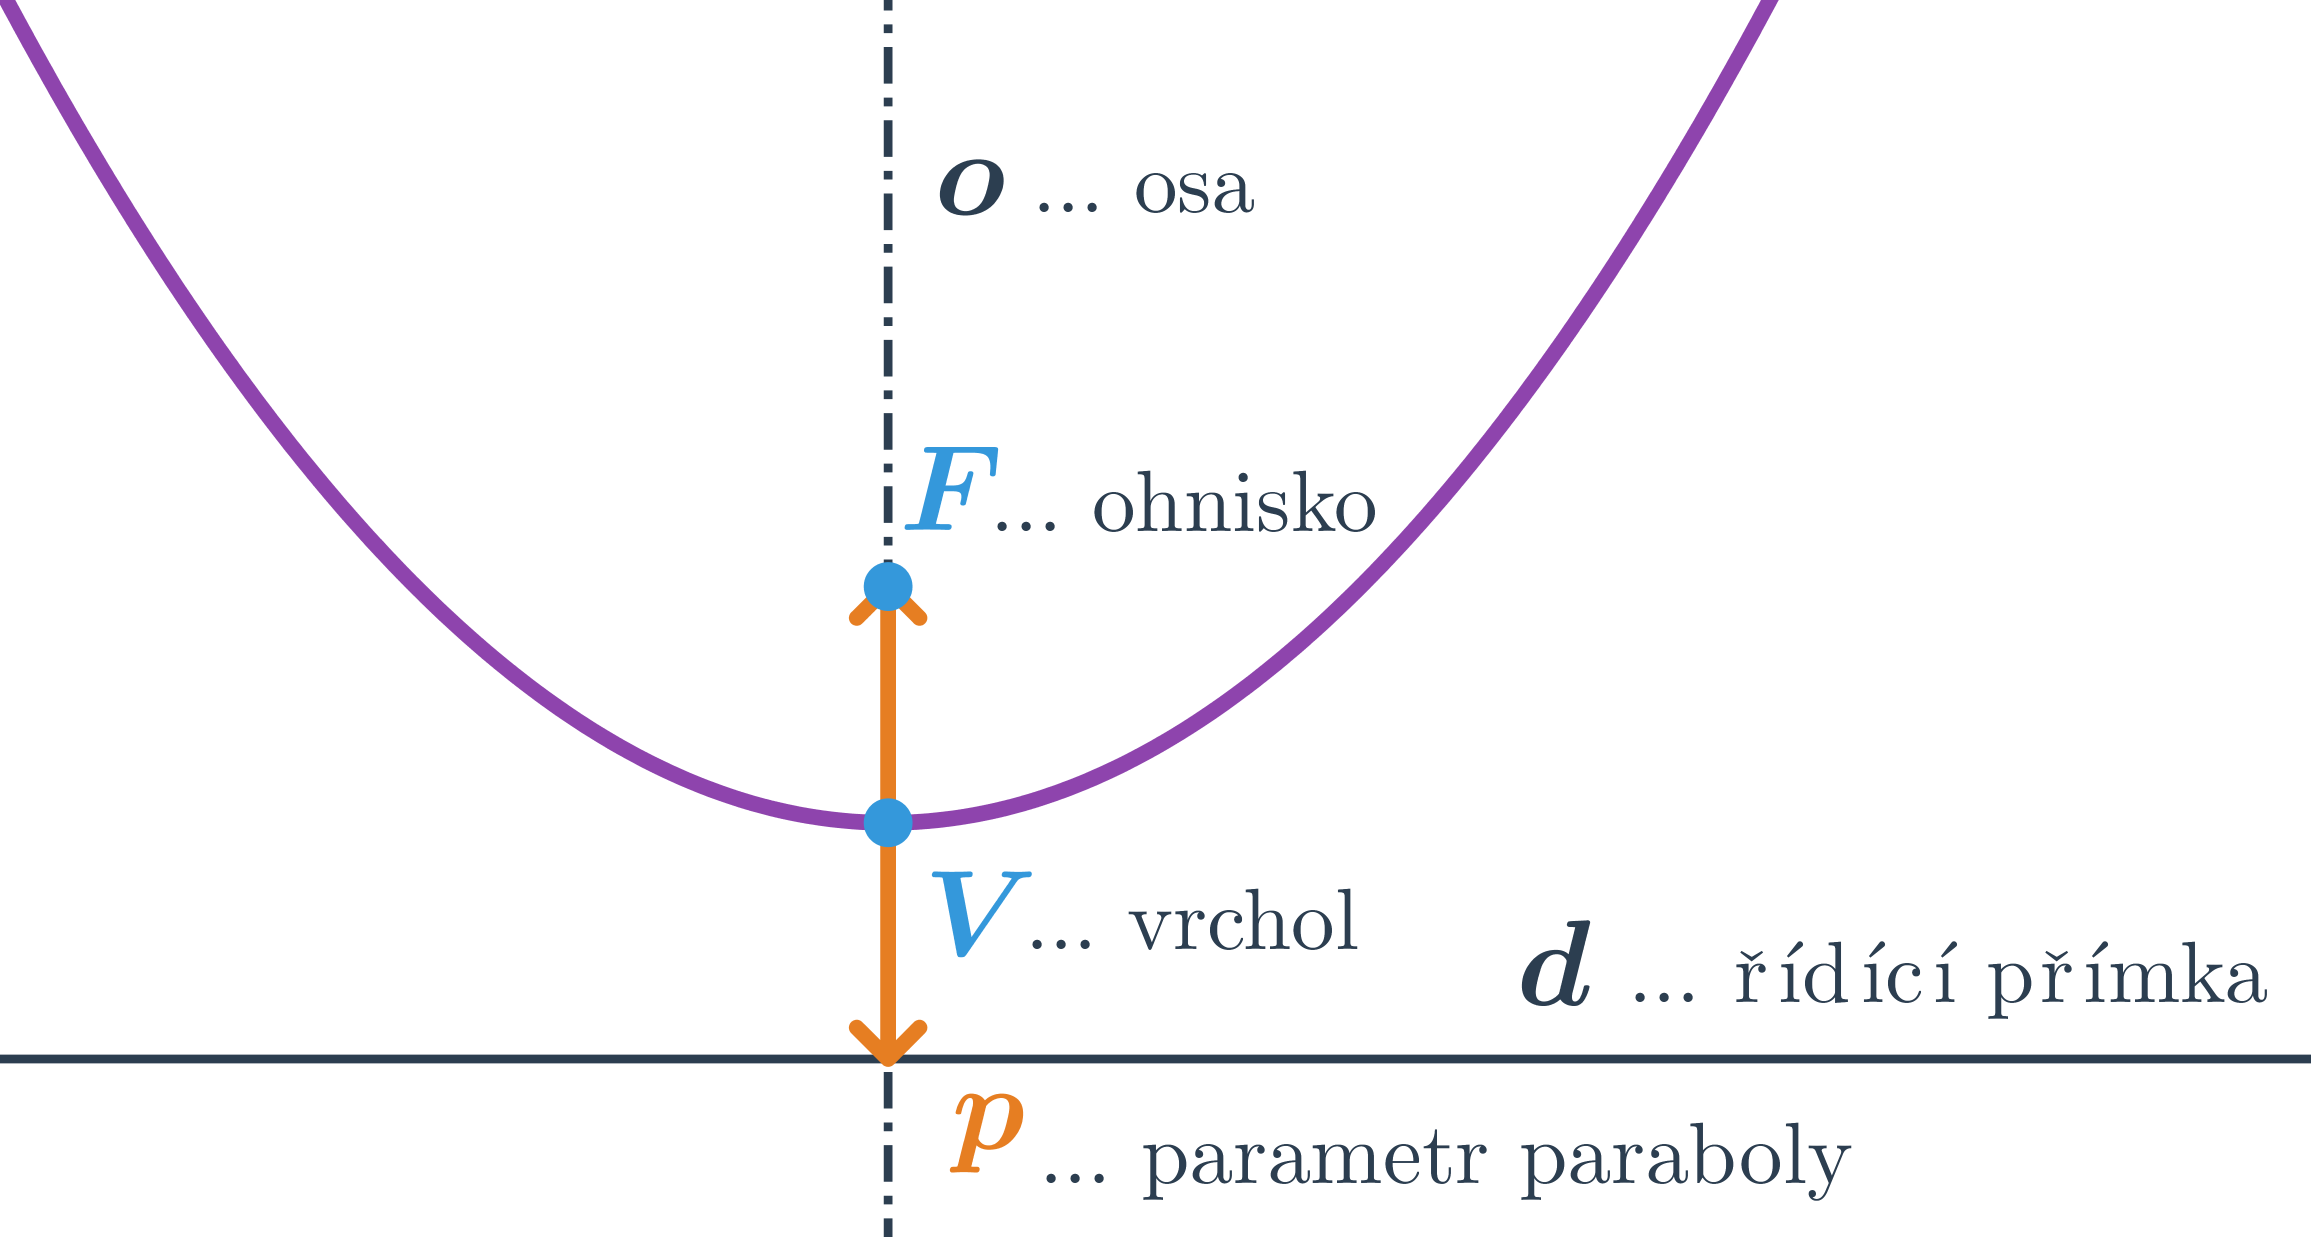 o ... osa
F... ohnisko
V... vrchol
d ... řídící přímka
p ... parametr paraboly